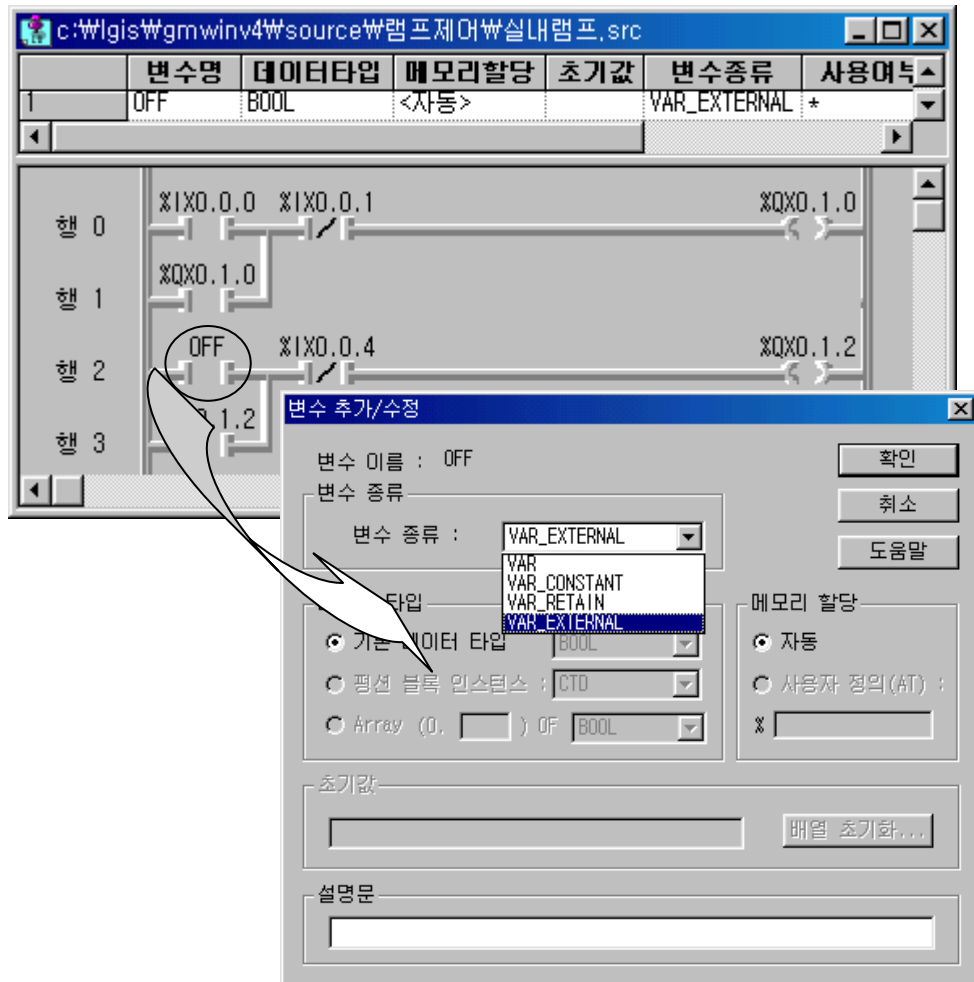 c:₩lgis₩gmwinv4₩source₩램프제어₩실내램프.src
변수명 데이터타입 메모리할당 초기값 변수종류 사용여부
1 OFF BOOL <자동> VAR_EXTERNAL *
%IX0.0.0 %IX0.0.1 %QX0.1.0
행 0
%QX0.1.0
행 1
OFF %IX0.0.4 %QX0.1.2
행 2
0.1.2
행 3
변수 추가/수정
변수 이름 : OFF
확인
변수 종류
취소
변수 종류 : VAR_EXTERNAL
도움말
VAR
VAR_CONSTANT
VAR_RETAIN
VAR_EXTERNAL
타입
메모리 할당
기본 데이터 타입 BOOL
자동
펑션 블록 인스턴스 : CTD
사용자 정의(AT) :
Array (0. ) OF BOOL
%
초기값
배열 초기화...
설명문